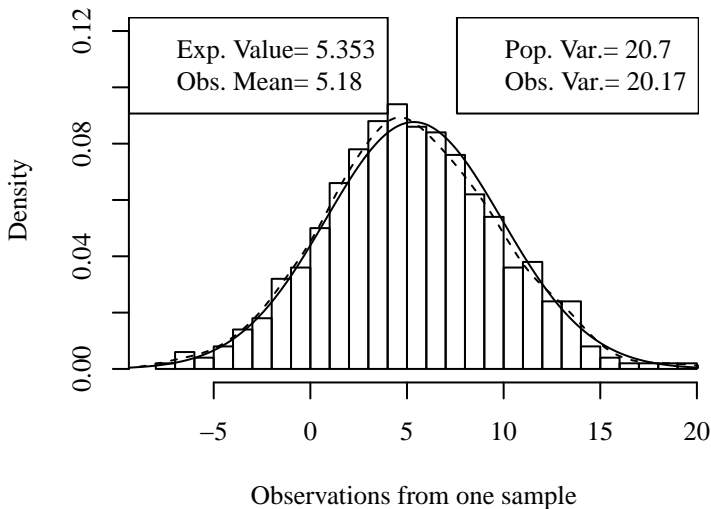 Exp. Value= 5.353
Obs. Mean= 5.18
Pop. Var.= 20.7
Obs. Var.= 20.17
Density
0.12
0.08
0.04
0.00
−5 0 5 10 15 20
Observations from one sample